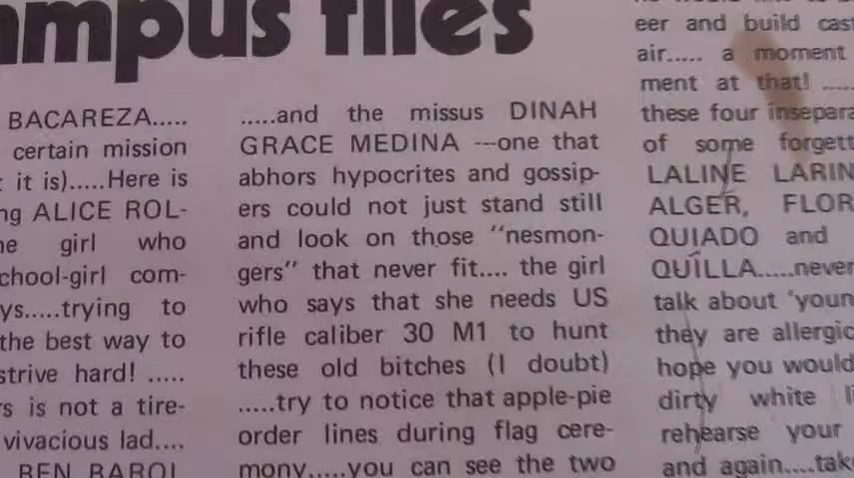 mpus files
BACAREZA.....
certain mission
it is).....Here is
ng ALICE ROL-
girl who
chool-girl com-
ys.....trying to
the best way to
strive hard! .....
rs is not a tire-
vivacious lad....
BEN BAROL
.....and the missus DINAH
GRACE MEDINA ---one that
abhors hypocrites and gossip-
ers could not just stand still
and look on those "nesmon-
gers" that never fit.... the girl
who says that she needs US
rifle caliber 30 M1 to hunt
these old bitches (I doubt)
.....try to notice that apple-pie
order lines during flag cere-
mony.....you can see the two
eer and build cast
air..... a moment
ment at that! .....
these four insepara
of some forgett
LALINE LARIN
ALGER, FLOR
QUIADO and
QUILLA.....never
talk about 'youn
they are allergic
hope you would
dirty white li
rehearse your
and again....take